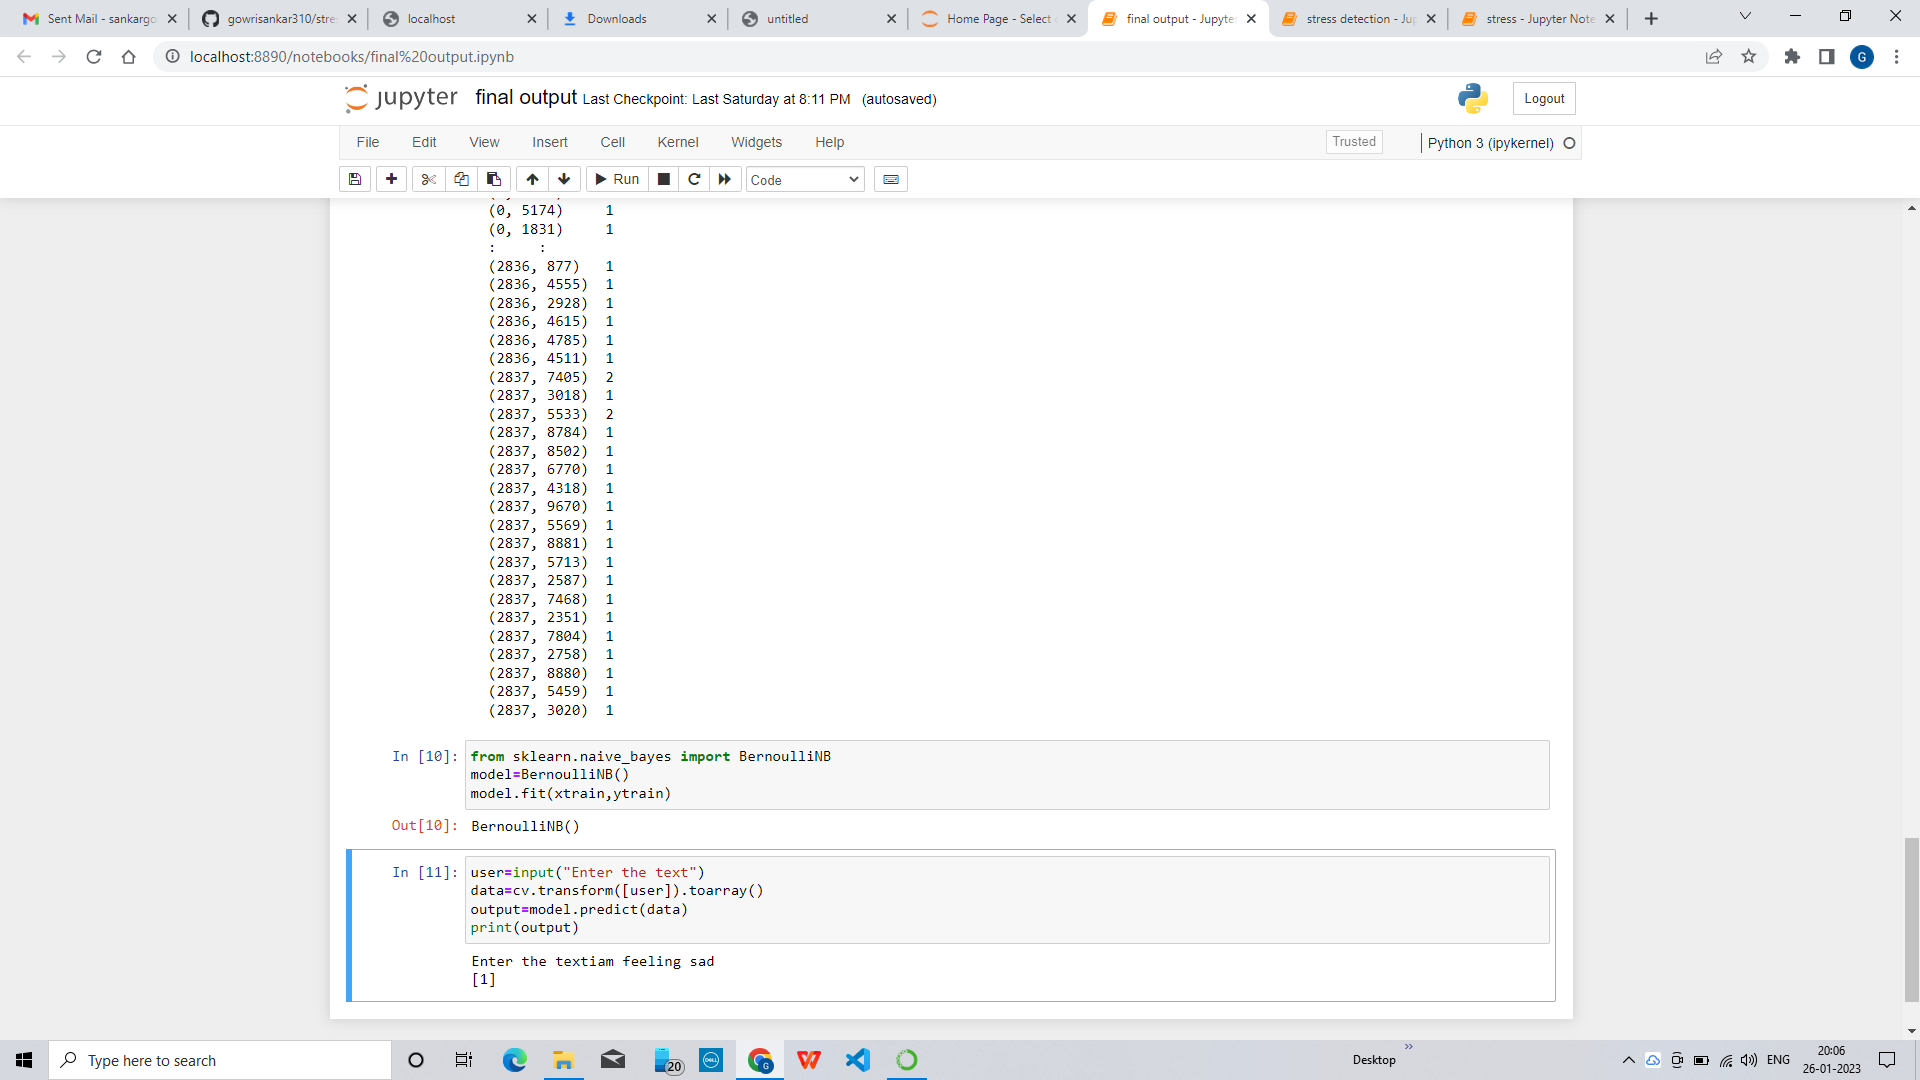 Sent Mail - sankargo
gowrisankar310/stre
localhost
Downloads
untitled
Home Page - Select
final output - Jupyte
stress detection - Jup
stress - Jupyter Note
localhost:8890/notebooks/final%20output.ipynb
G
jupyter final output Last Checkpoint: Last Saturday at 8:11 PM (autosaved)
Logout
File Edit View Insert Cell Kernel Widgets Help
Trusted
Python 3 (ipykernel)
Run
Code
(0, 5174) 1
(0, 1831) 1
: :
(2836, 877) 1
(2836, 4555) 1
(2836, 2928) 1
(2836, 4615) 1
(2836, 4785) 1
(2836, 4511) 1
(2837, 7405) 2
(2837, 3018) 1
(2837, 5533) 2
(2837, 8784) 1
(2837, 8502) 1
(2837, 6770) 1
(2837, 4318) 1
(2837, 9670) 1
(2837, 5569) 1
(2837, 8881) 1
(2837, 5713) 1
(2837, 2587) 1
(2837, 7468) 1
(2837, 2351) 1
(2837, 7804) 1
(2837, 2758) 1
(2837, 8880) 1
(2837, 5459) 1
(2837, 3020) 1
In [10]: from sklearn.naive_bayes import BernoulliNB
model=BernoulliNB()
model.fit(xtrain,ytrain)
Out[10]: BernoulliNB()
In [11]: user=input("Enter the text")
data=cv.transform([user]).toarray()
output=model.predict(data)
print(output)
Enter the textiam feeling sad
[1]
Type here to search
20
DELL
G
Desktop
ENG
20:06
26-01-2023